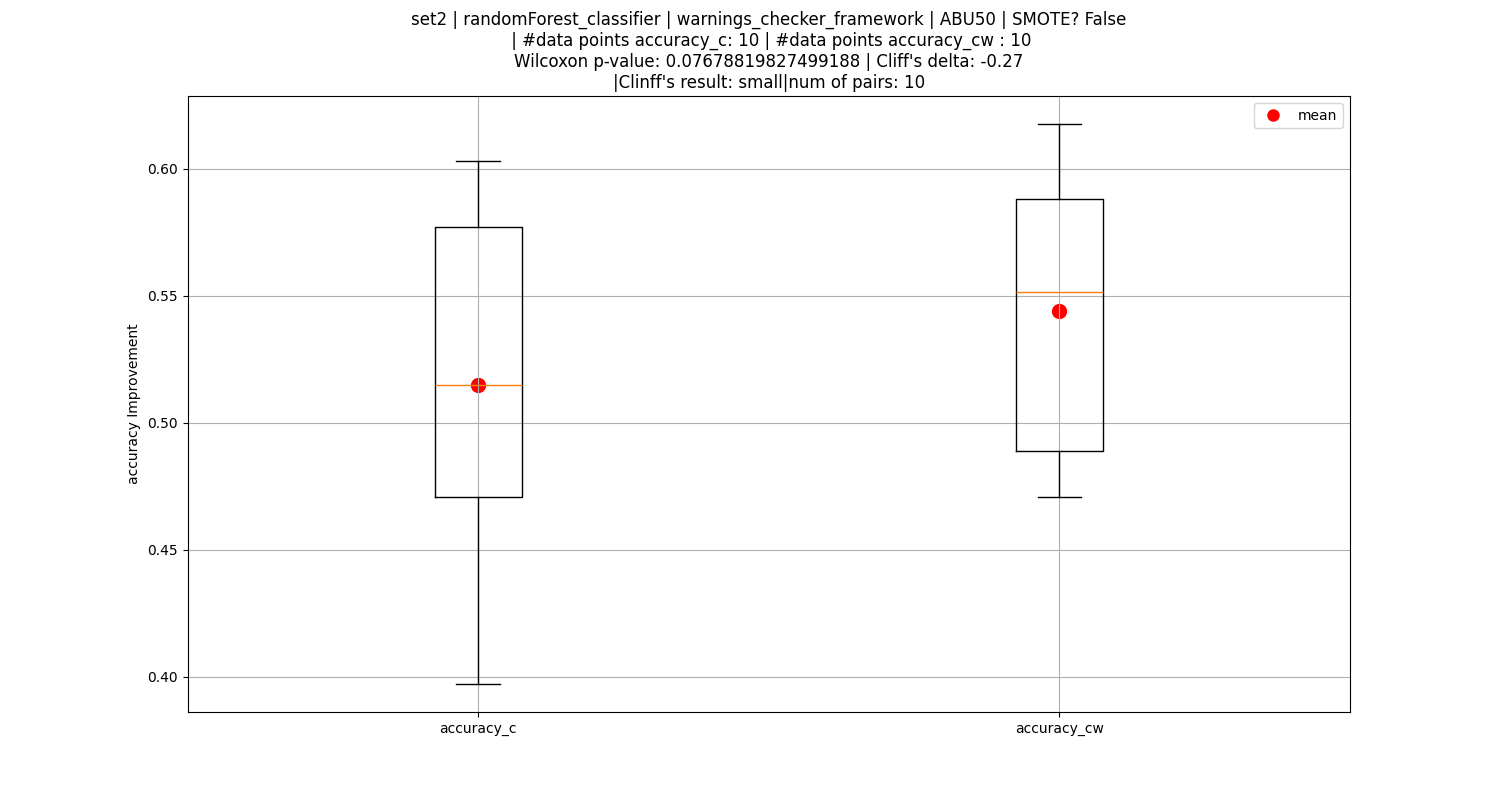 set2 | randomForest_classifier | warnings_checker_framework | ABU50 | SMOTE? False
| #data points accuracy_c: 10 | #data points accuracy_cw : 10
Wilcoxon p-value: 0.07678819827499188 | Cliff's delta: -0.27
|Clinff's result: small|num of pairs: 10
mean
0.60
0.55
0.50
0.45
0.40
accuracy Improvement
accuracy_c
accuracy_cw